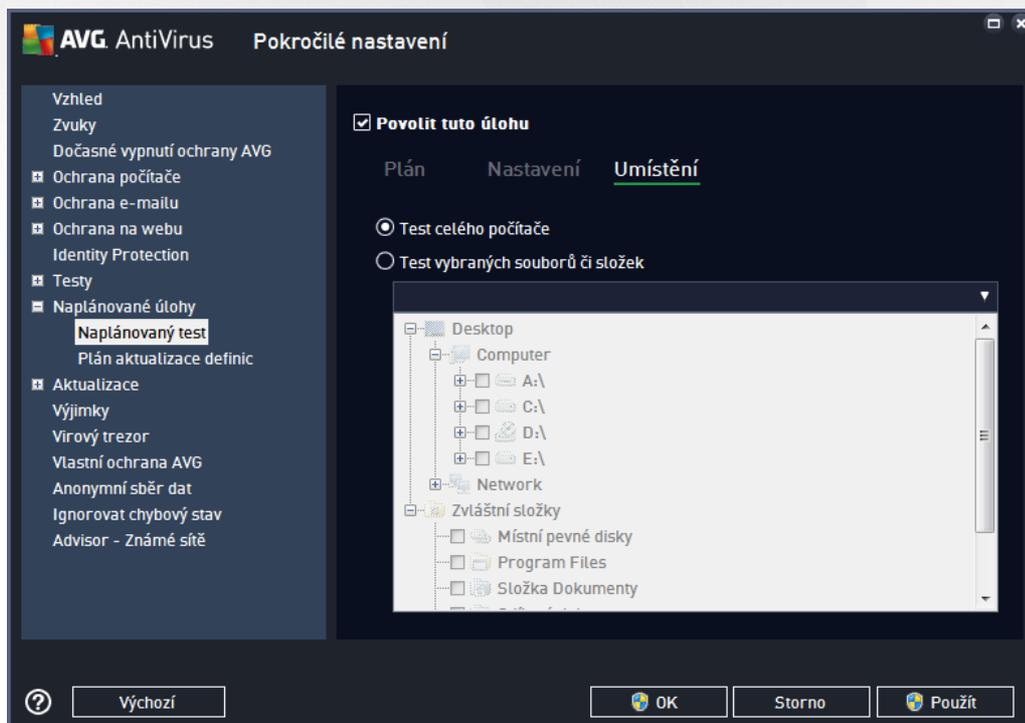 AVG AntiVirus Pokročilé nastavení
Vzhled
Zvuky
Dočasné vypnutí ochrany AVG
Ochrana počítače
Ochrana e-mailu
Ochrana na webu
Identity Protection
Testy
Naplánované úlohy
Naplánovaný test
Plán aktualizace definic
Aktualizace
Výjimky
Virový trezor
Vlastní ochrana AVG
Anonymní sběr dat
Ignorovat chybový stav
Advisor - Známé sítě
Povolit tuto úlohu
Plán Nastavení Umístění
Test celého počítače
Test vybraných souborů či složek
Desktop
Computer
A:\
C:\
D:\
E:\
Network
Zvláštní složky
Místní pevné disky
Program Files
Složka Dokumenty
Výchozí
OK
Storno
Použít